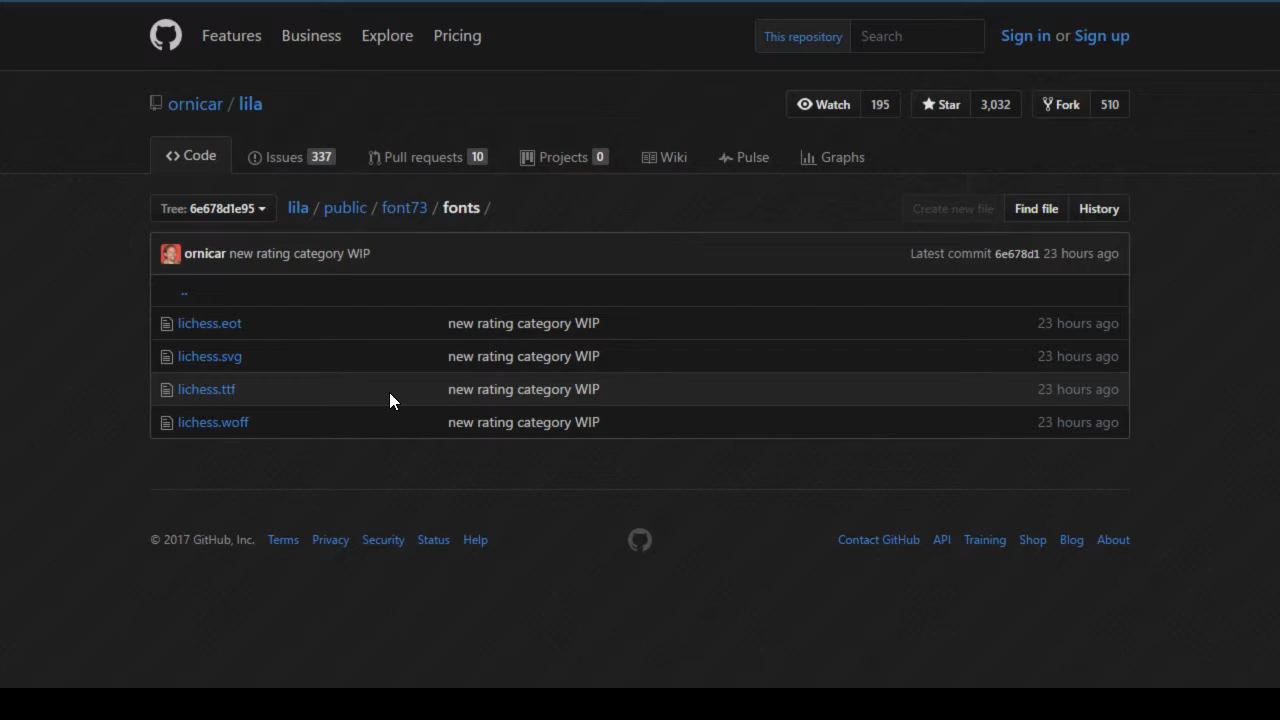 Features Business Explore Pricing This repository Search Sign in or Sign up
ornicar / lila Watch 195 Star 3,032 Fork 510
Code Issues 337 Pull requests 10 Projects 0 Wiki Pulse Graphs
Tree: 6e678d1e95 lila / public / font73 / fonts / Create new file Find file History
ornicar new rating category WIP Latest commit 6e678d1 23 hours ago
..
lichess.eot new rating category WIP 23 hours ago
lichess.svg new rating category WIP 23 hours ago
lichess.ttf new rating category WIP 23 hours ago
lichess.woff new rating category WIP 23 hours ago
© 2017 GitHub, Inc. Terms Privacy Security Status Help Contact GitHub API Training Shop Blog About